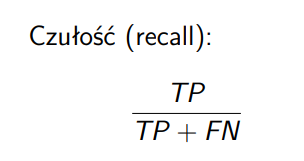 Czułość (recall):
TP
TP + FN